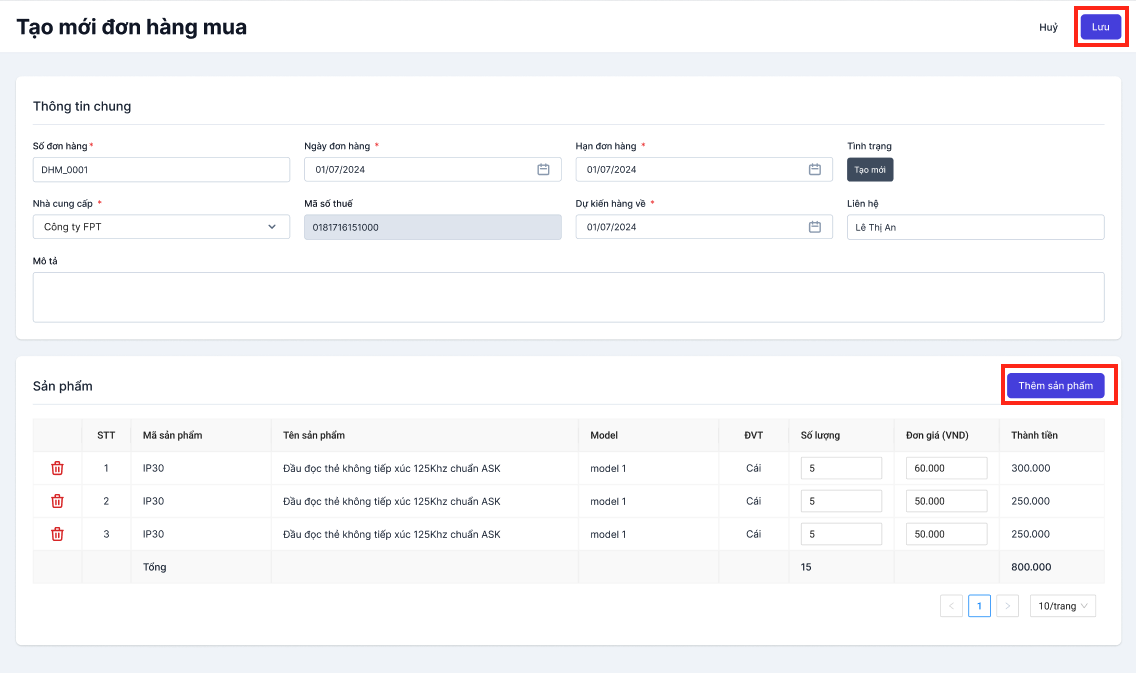 Tạo mới đơn hàng mua
Huỷ
Lưu
Thông tin chung
Số đơn hàng *
Ngày đơn hàng *
Hạn đơn hàng *
Tình trạng
DHM_0001
01/07/2024
01/07/2024
Tạo mới
Nhà cung cấp *
Mã số thuế
Dự kiến hàng về *
Liên hệ
Công ty FPT
0181716151000
01/07/2024
Lê Thị An
Mô tả
Sản phẩm
Thêm sản phẩm
STT Mã sản phẩm Tên sản phẩm Model ĐVT Số lượng Đơn giá (VND) Thành tiền
1 IP30 Đầu đọc thẻ không tiếp xúc 125Khz chuẩn ASK model 1 Cái 5 60.000 300.000
2 IP30 Đầu đọc thẻ không tiếp xúc 125Khz chuẩn ASK model 1 Cái 5 50.000 250.000
3 IP30 Đầu đọc thẻ không tiếp xúc 125Khz chuẩn ASK model 1 Cái 5 50.000 250.000
Tổng 15 800.000
< 1 > 10/trang